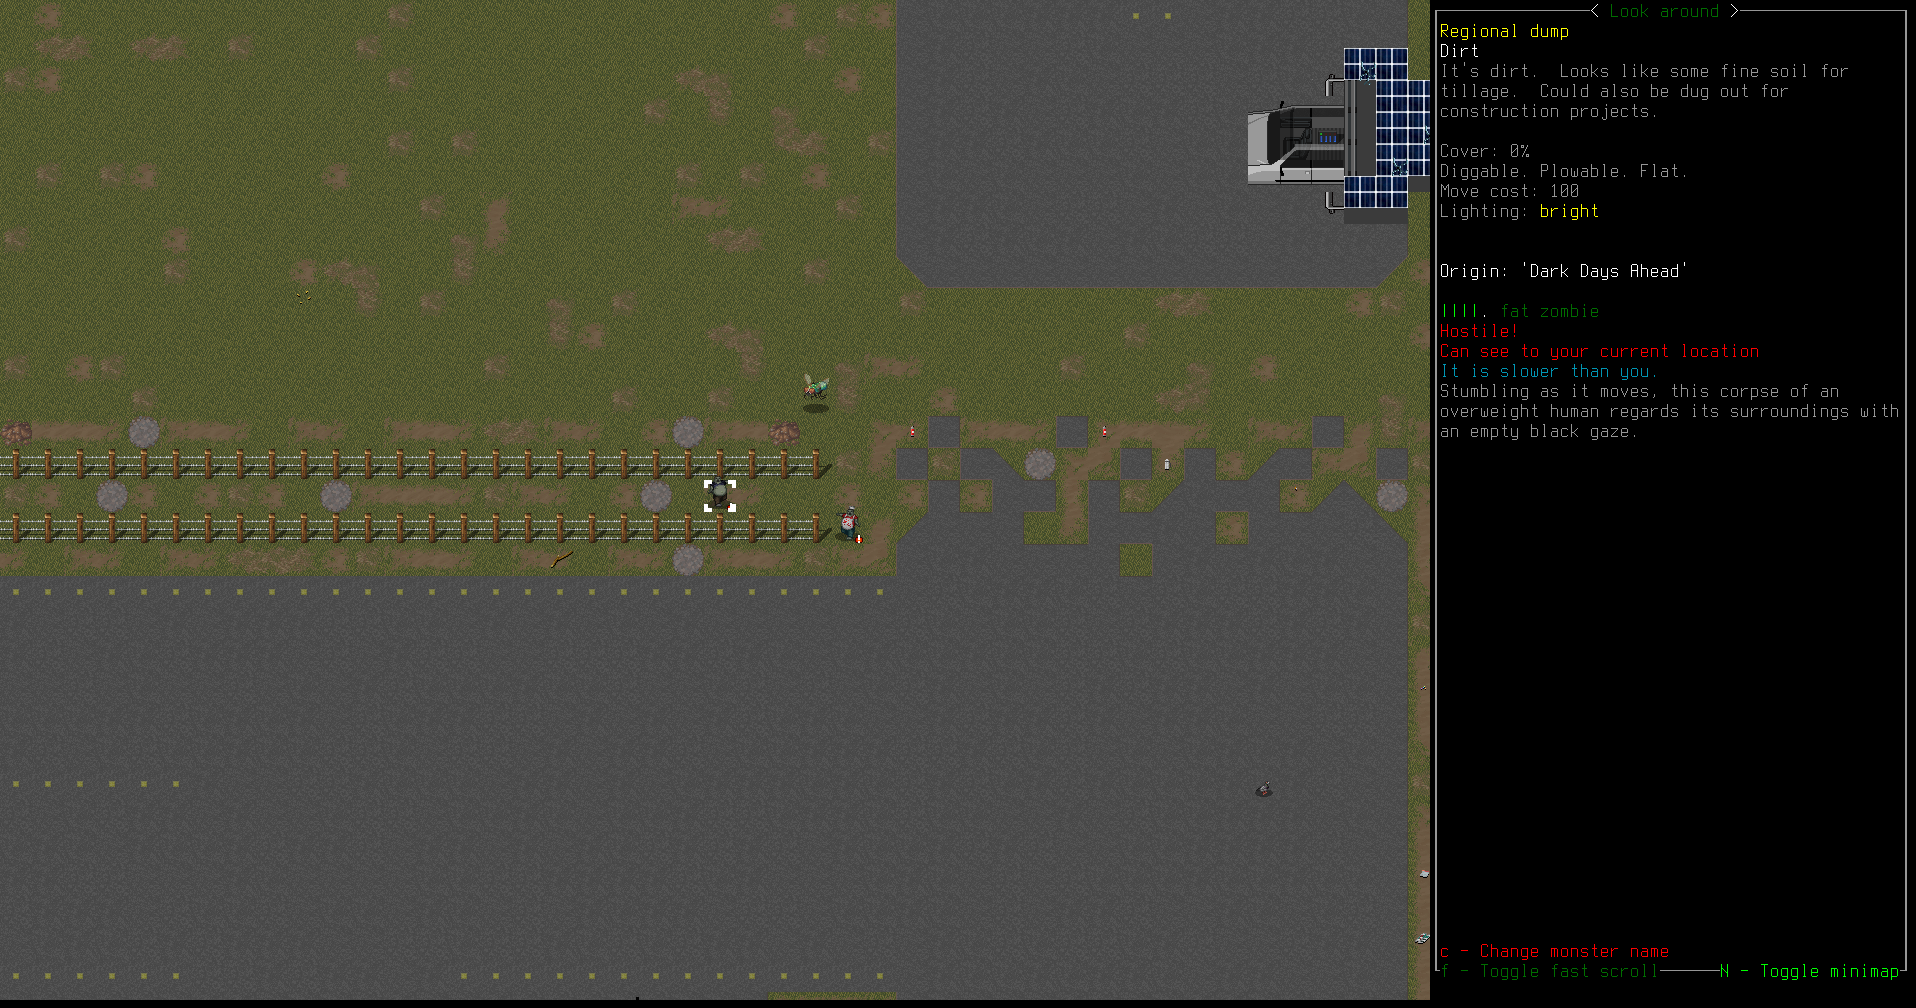 < Look around >
Regional dump
Dirt
It's dirt.  Looks like some fine soil for
tillage.  Could also be dug out for
construction projects.
Cover: 0%
Diggable. Plowable. Flat.
Move cost: 100
Lighting: bright
Origin: 'Dark Days Ahead'
||||. fat zombie
Hostile!
Can see to your current location
It is slower than you.
Stumbling as it moves, this corpse of an
overweight human regards its surroundings with
an empty black gaze.
c - Change monster name
f - Toggle fast scroll N - Toggle minimap